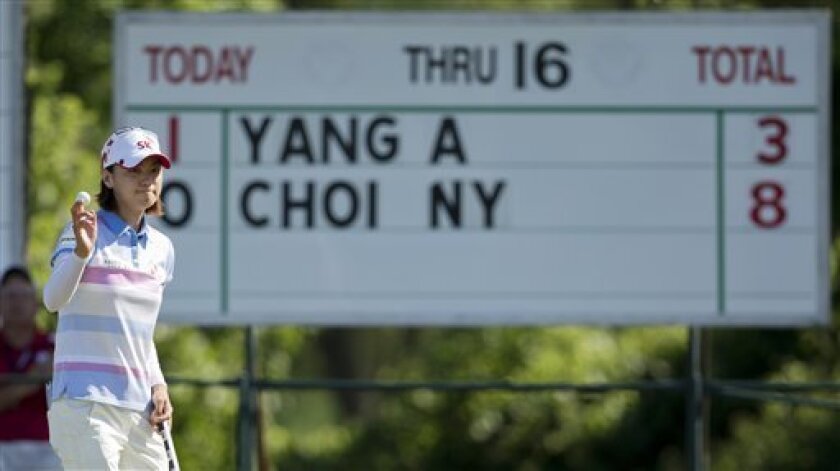 TODAY THRU 16 TOTAL
1 YANG A 3
0 CHOI NY 8
SK